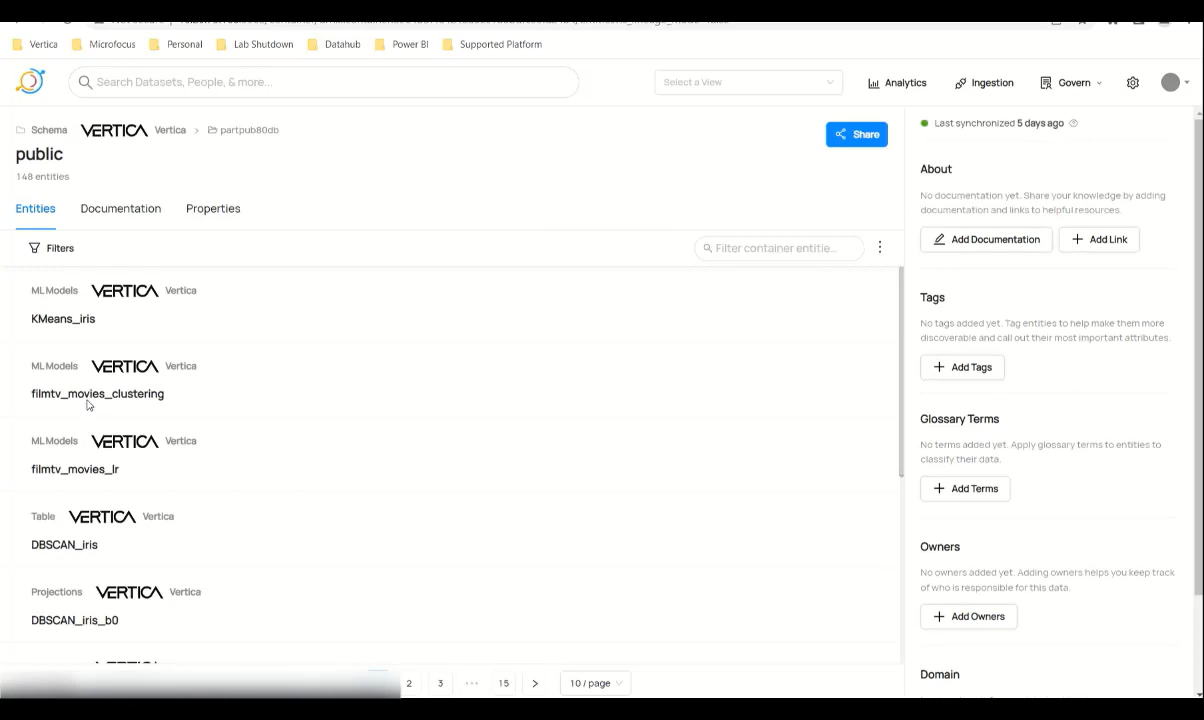 Vertica Microfocus Personal Lab Shutdown Datahub Power BI Supported Platform
Search Datasets, People, & more... Select a View Analytics Ingestion Govern
Schema VERTICA Vertica > partpub80db
public
148 entities
Share
Entities Documentation Properties
Filters Filter container entitie...
ML Models VERTICA Vertica
KMeans_iris
ML Models VERTICA Vertica
filmtv_movies_clustering
ML Models VERTICA Vertica
filmtv_movies_lr
Table VERTICA Vertica
DBSCAN_iris
Projections VERTICA Vertica
DBSCAN_iris_b0
2 3 ••• 15 > 10 / page
Last synchronized 5 days ago
About
No documentation yet. Share your knowledge by adding
documentation and links to helpful resources.
Add Documentation + Add Link
Tags
No tags added yet. Tag entities to help make them more
discoverable and call out their most important attributes.
+ Add Tags
Glossary Terms
No terms added yet. Apply glossary terms to entities to
classify their data.
+ Add Terms
Owners
No owners added yet. Adding owners helps you keep track
of who is responsible for this data.
+ Add Owners
Domain